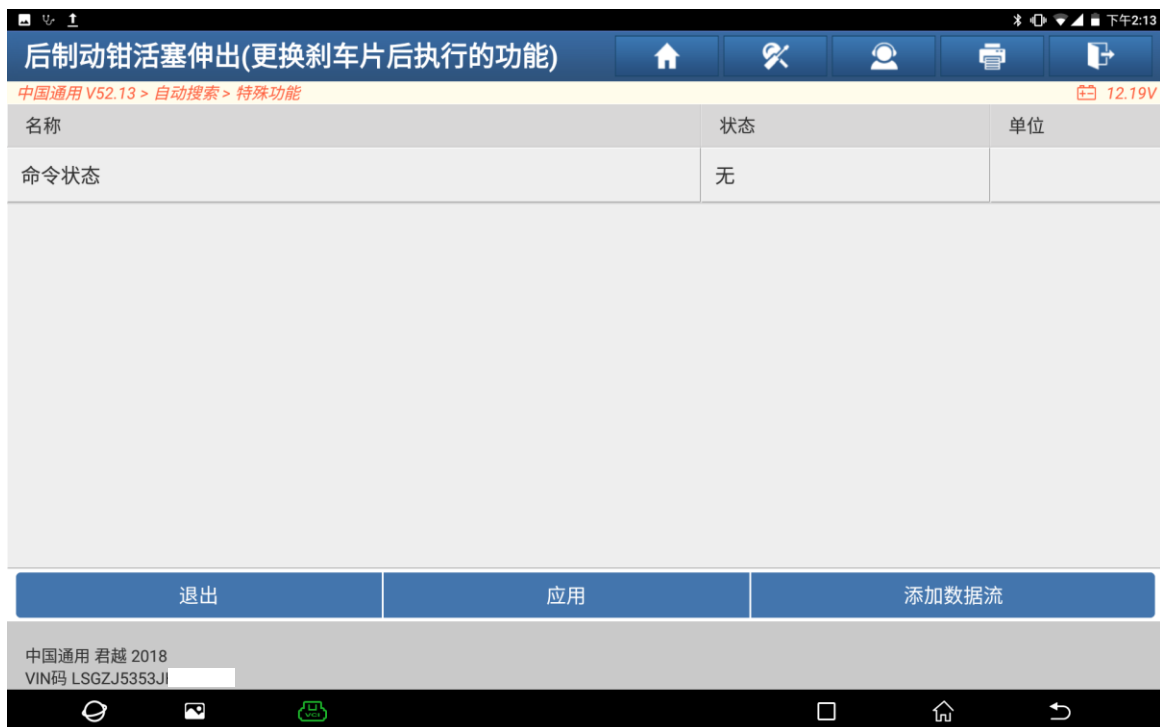 下午2:13
后制动钳活塞伸出(更换刹车片后执行的功能)
中国通用 V52.13 > 自动搜索 > 特殊功能
12.19V
名称 状态 单位
命令状态 无
退出 应用 添加数据流
中国通用 君越 2018
VIN码 LSGZJ5353J
VCI